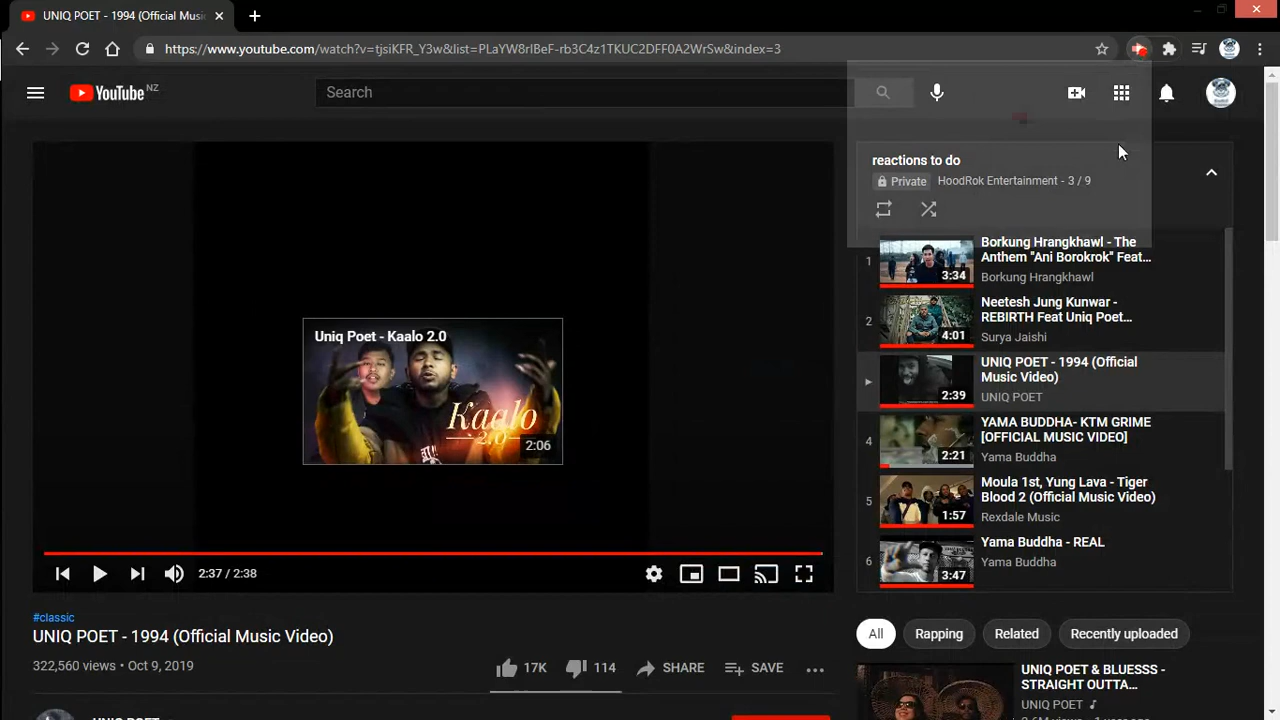 UNIQ POET - 1994 (Official Musi
https://www.youtube.com/watch?v=tjsiKFR_Y3w&list=PLaYW8rIBeF-rb3C4z1TKUC2DFF0A2WrSw&index=3
YouTube NZ
Search
reactions to do
Private HoodRok Entertainment - 3 / 9
1
Borkung Hrangkhawl - The
Anthem "Ani Borokrok" Feat...
Borkung Hrangkhawl
3:34
2
Neetesh Jung Kunwar -
REBIRTH Feat Uniq Poet...
Surya Jaishi
4:01
UNIQ POET - 1994 (Official
Music Video)
UNIQ POET
2:39
4
YAMA BUDDHA- KTM GRIME
[OFFICIAL MUSIC VIDEO]
Yama Buddha
2:21
5
Moula 1st, Yung Lava - Tiger
Blood 2 (Official Music Video)
Rexdale Music
1:57
6
Yama Buddha - REAL
Yama Buddha
3:47
Uniq Poet - Kaalo 2.0
Kaalo
2.0
2:06
2:37 / 2:38
#classic
UNIQ POET - 1994 (Official Music Video)
322,560 views • Oct 9, 2019
17K 114 SHARE SAVE
All Rapping Related Recently uploaded
UNIQ POET & BLUESSS -
STRAIGHT OUTTA...
UNIQ POET
UNIQ POET